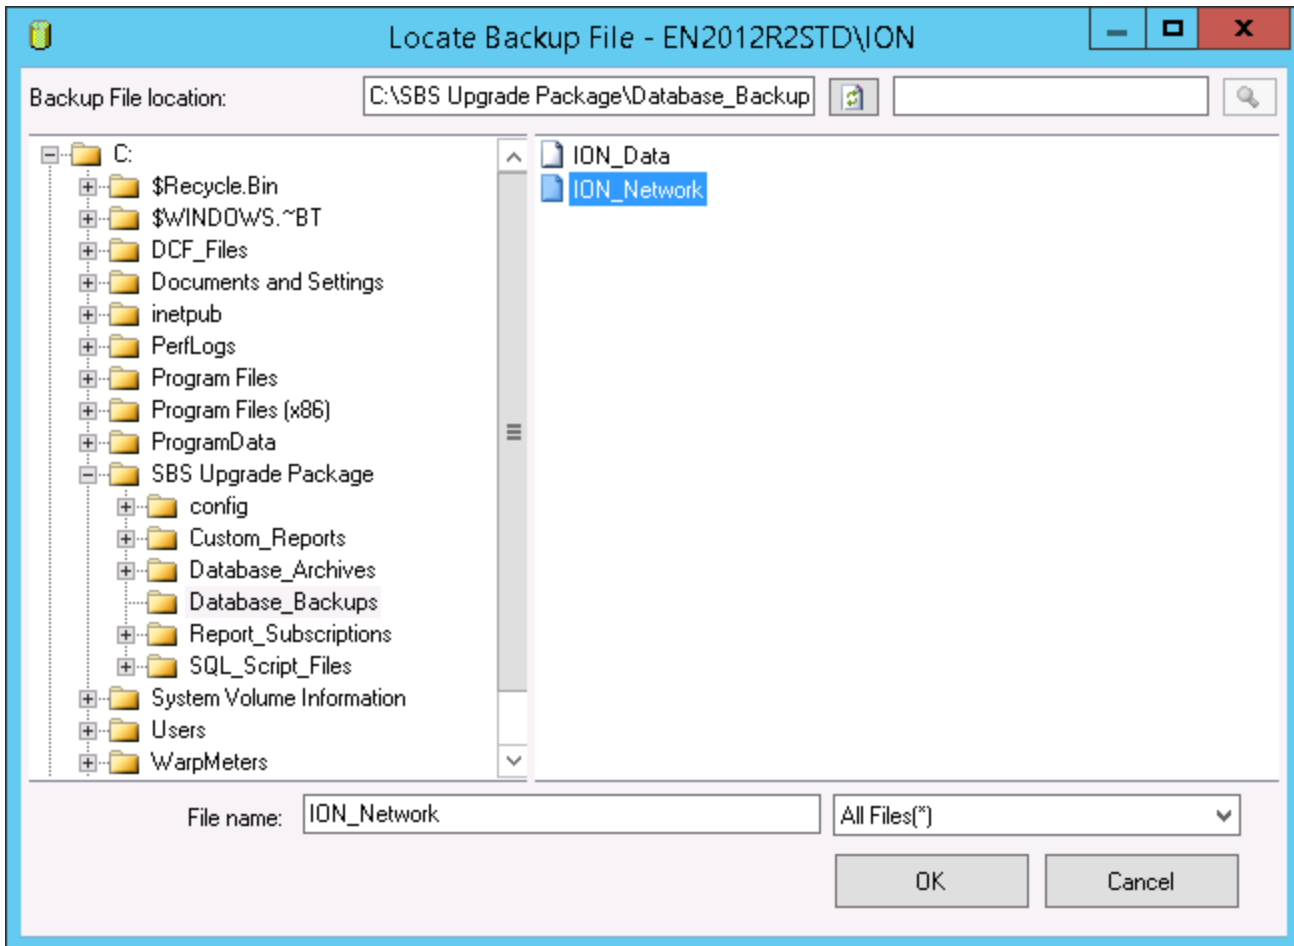 Locate Backup File - EN2012R2STD\ION
Backup File location:
C:\SBS Upgrade Package\Database_Backup
C:
$Recycle.Bin
$WINDOWS.~BT
DCF_Files
Documents and Settings
inetpub
PerfLogs
Program Files
Program Files (x86)
ProgramData
SBS Upgrade Package
config
Custom_Reports
Database_Archives
Database_Backups
Report_Subscriptions
SQL_Script_Files
System Volume Information
Users
WarpMeters
ION_Data
ION_Network
File name:
ION_Network
All Files(*)
OK
Cancel